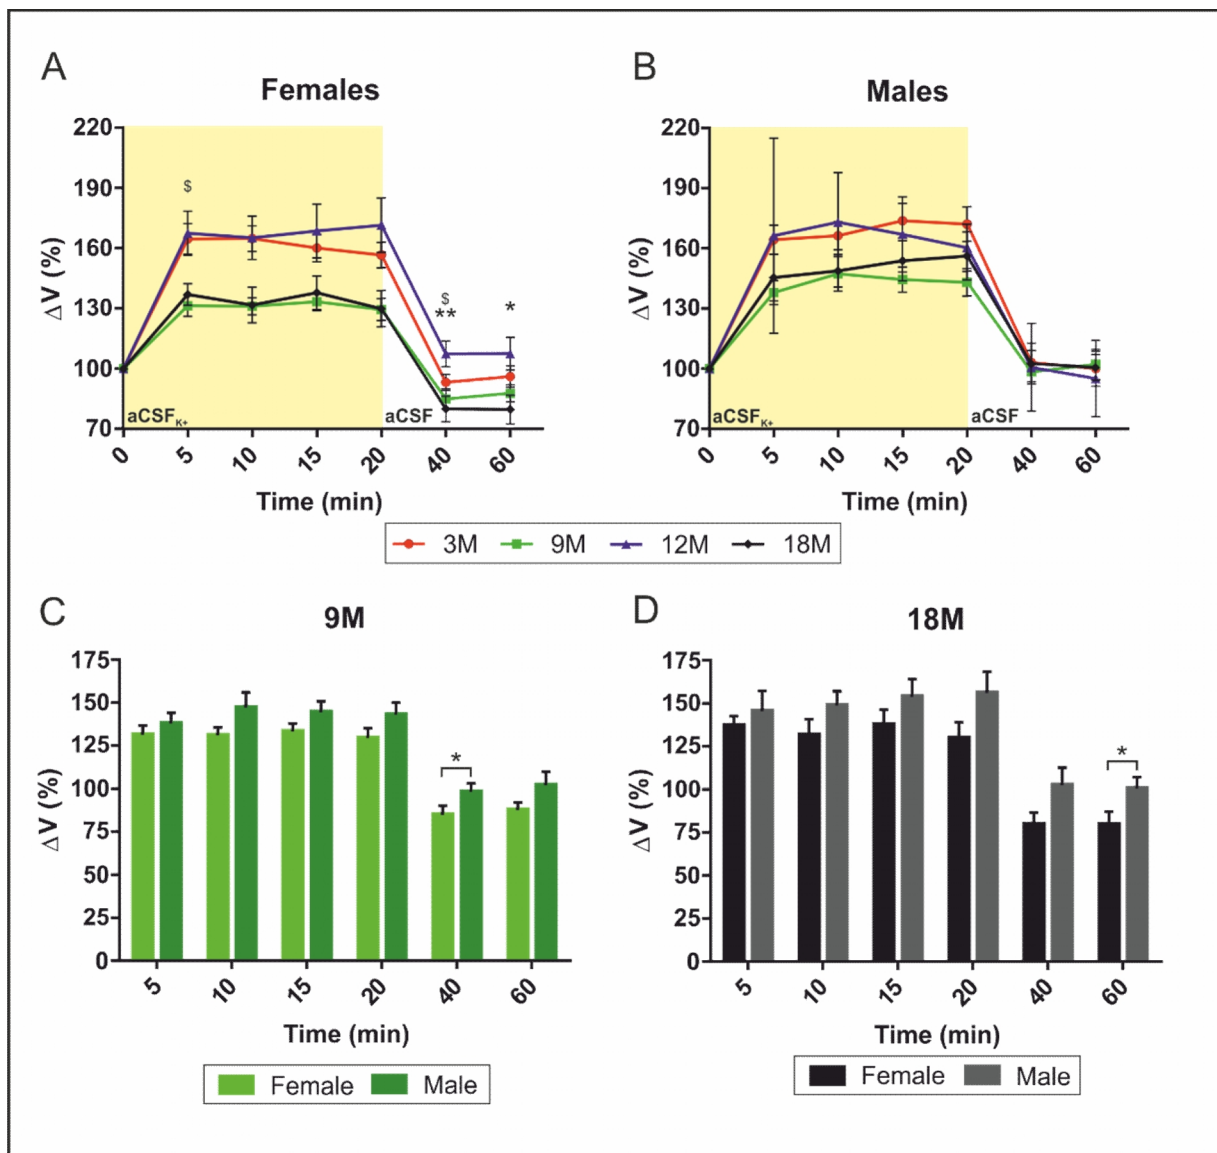 A
Females
ΔV (%)
220
190
160
130
100
70
$
$
**
*
aCSFK+
aCSF
0 5 10 15 20 40 60
Time (min)
B
Males
ΔV (%)
220
190
160
130
100
70
aCSFK+
aCSF
0 5 10 15 20 40 60
Time (min)
3M 9M 12M 18M
C
9M
ΔV (%)
175
150
125
100
75
50
25
0
*
5 10 15 20 40 60
Time (min)
Female Male
D
18M
ΔV (%)
175
150
125
100
75
50
25
0
*
5 10 15 20 40 60
Time (min)
Female Male